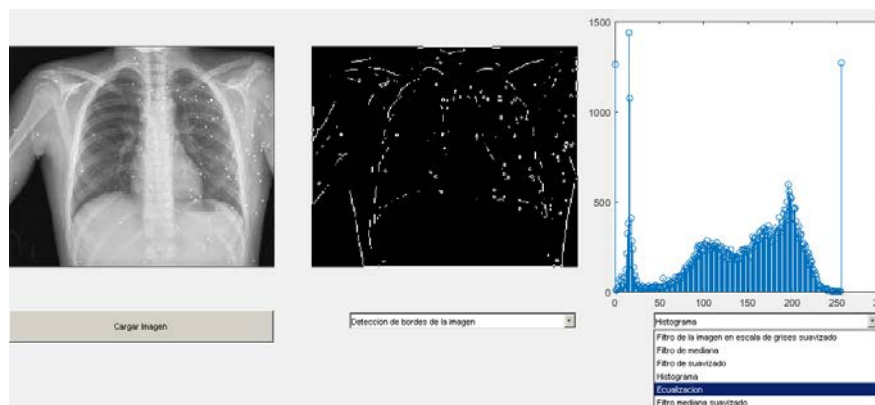 1500
1000
500
0
0 50 100 150 200 250
Cargar Imagen
Detección de bordes de la imagen
Histograma
Filtro de la imagen en escala de grises suavizado
Filtro de mediana
Filtro de suavizado
Histograma
Ecualizacion
Filtro mediana suavizado